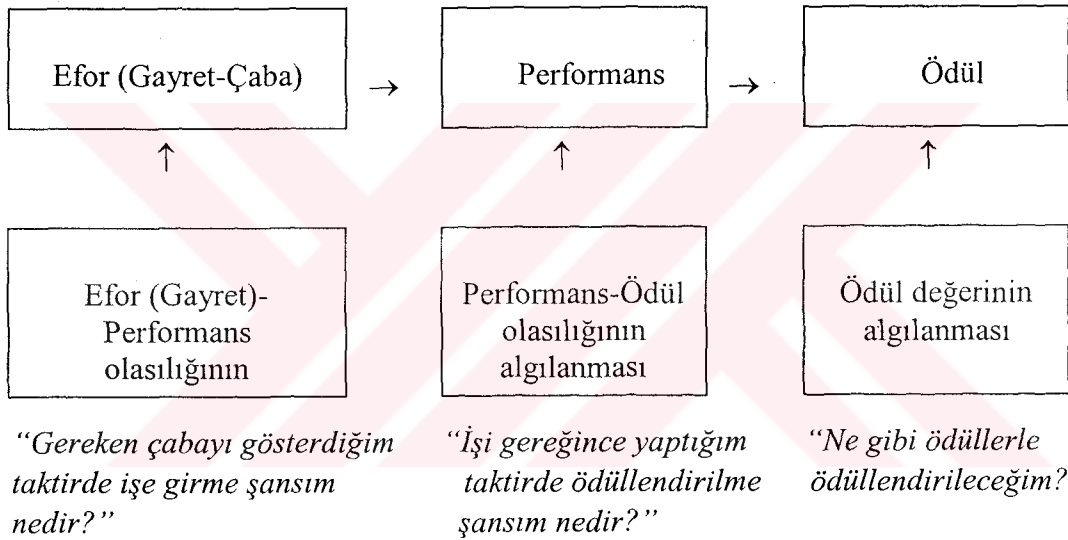 Efor (Gayret-Çaba)
→
Performans
→
Ödül
↑
↑
↑
Efor (Gayret)-
Performans
olasılığının
Performans-Ödül
olasılığının
algılanması
Ödül değerinin
algılanması
“Gereken çabayı gösterdiğim
taktirde işe girme şansım
nedir?”
“İşi gereğince yaptığım
taktirde ödüllendirilme
şansım nedir?”
“Ne gibi ödüllerle
ödüllendirileceğim?